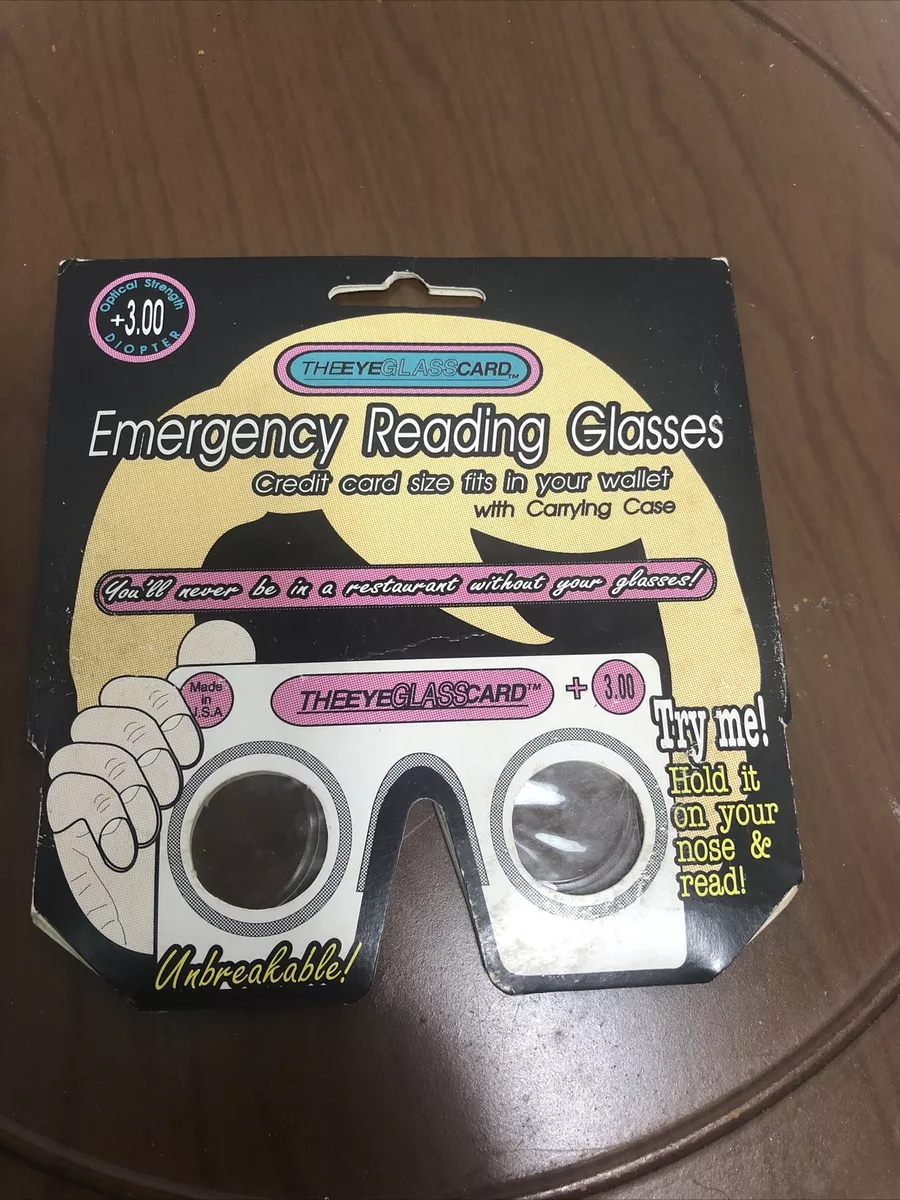 Optical Strength
+3.00
DIOPTER
THEEYEGLASSCARD™
Emergency Reading Glasses
Credit card size fits in your wallet
with Carrying Case
You'll never be in a restaurant without your glasses!
Made
in
U.S.A
THEEYEGLASSCARD™
+ 3.00
Try me!
Hold it
on your
nose &
read!
Unbreakable!